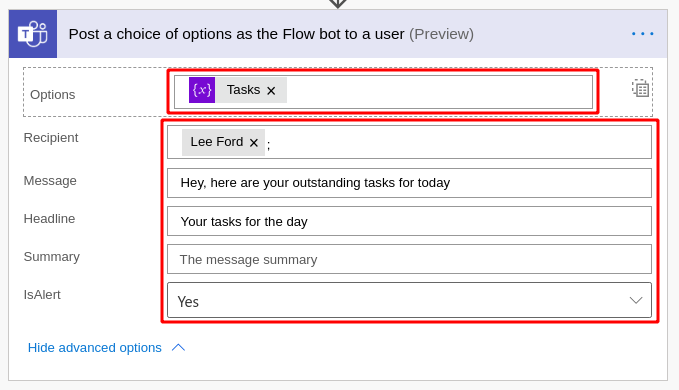 T
Post a choice of options as the Flow bot to a user (Preview)
...
Options
{x} Tasks ×
Recipient
Lee Ford × ;
Message
Hey, here are your outstanding tasks for today
Headline
Your tasks for the day
Summary
The message summary
IsAlert
Yes
Hide advanced options